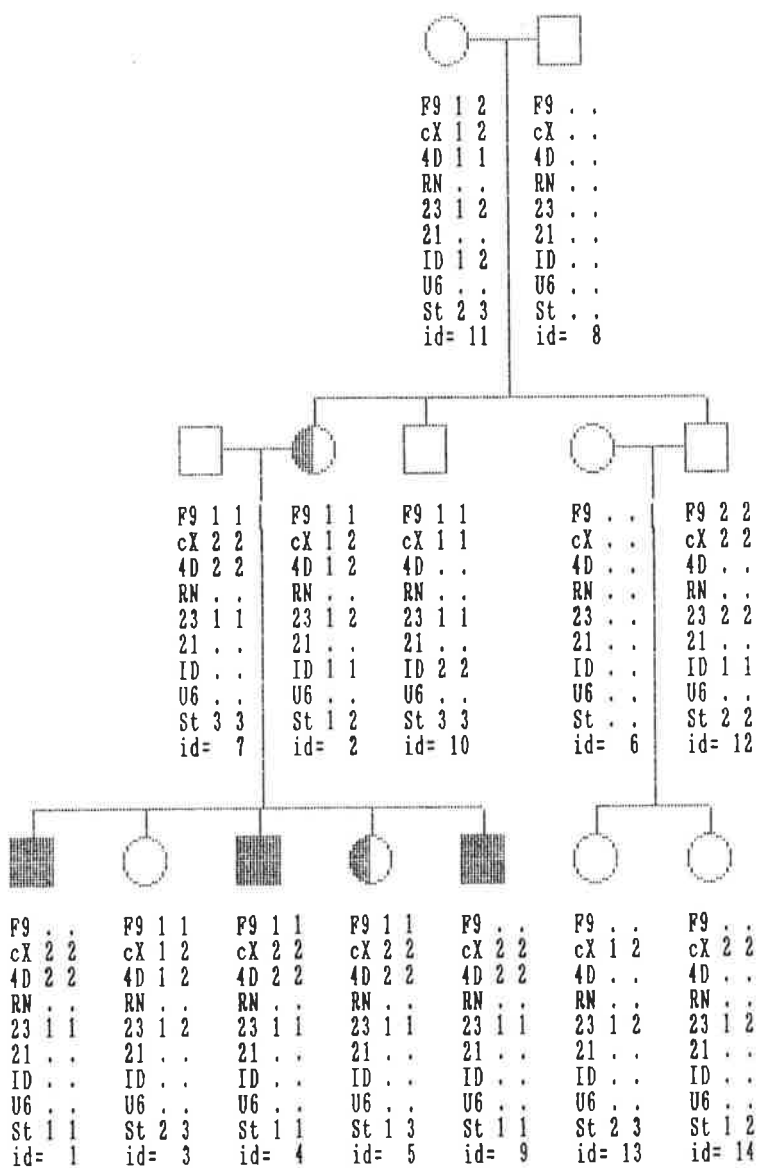 F9 1 2
cX 1 2
4D 1 1
RN . .
23 1 2
21 . .
ID 1 2
U6 . .
St 2 3
id= 11
F9 . .
cX . .
4D . .
RN . .
23 . .
21 . .
ID . .
U6 . .
St . .
id= 8
F9 1 1
cX 2 2
4D 2 2
RN . .
23 1 1
21 . .
ID . .
U6 . .
St 3 3
id= 7
F9 1 1
cX 1 2
4D 1 2
RN . .
23 1 2
21 . .
ID 1 1
U6 . .
St 1 2
id= 2
F9 1 1
cX 1 1
4D . .
RN . .
23 1 1
21 . .
ID 2 2
U6 . .
St 3 3
id= 10
F9 . .
cX . .
4D . .
RN . .
23 . .
21 . .
ID . .
U6 . .
St . .
id= 6
F9 2 2
cX 2 2
4D . .
RN . .
23 2 2
21 . .
ID 1 1
U6 . .
St 2 2
id= 12
F9 . .
cX 2 2
4D 2 2
RN . .
23 1 1
21 . .
ID . .
U6 . .
St 1 1
id= 1
F9 1 1
cX 1 2
4D 1 2
RN . .
23 1 2
21 . .
ID . .
U6 . .
St 2 3
id= 3
F9 1 1
cX 2 2
4D 2 2
RN . .
23 1 1
21 . .
ID . .
U6 . .
St 1 1
id= 4
F9 1 1
cX 2 2
4D 2 2
RN . .
23 1 1
21 . .
ID . .
U6 . .
St 1 3
id= 5
F9 . .
cX 2 2
4D 2 2
RN . .
23 1 1
21 . .
ID . .
U6 . .
St 1 1
id= 9
F9 . .
cX 1 2
4D . .
RN . .
23 1 2
21 . .
ID . .
U6 . .
St 2 3
id= 13
F9 . .
cX 2 2
4D . .
RN . .
23 1 2
21 . .
ID . .
U6 . .
St 1 2
id= 14